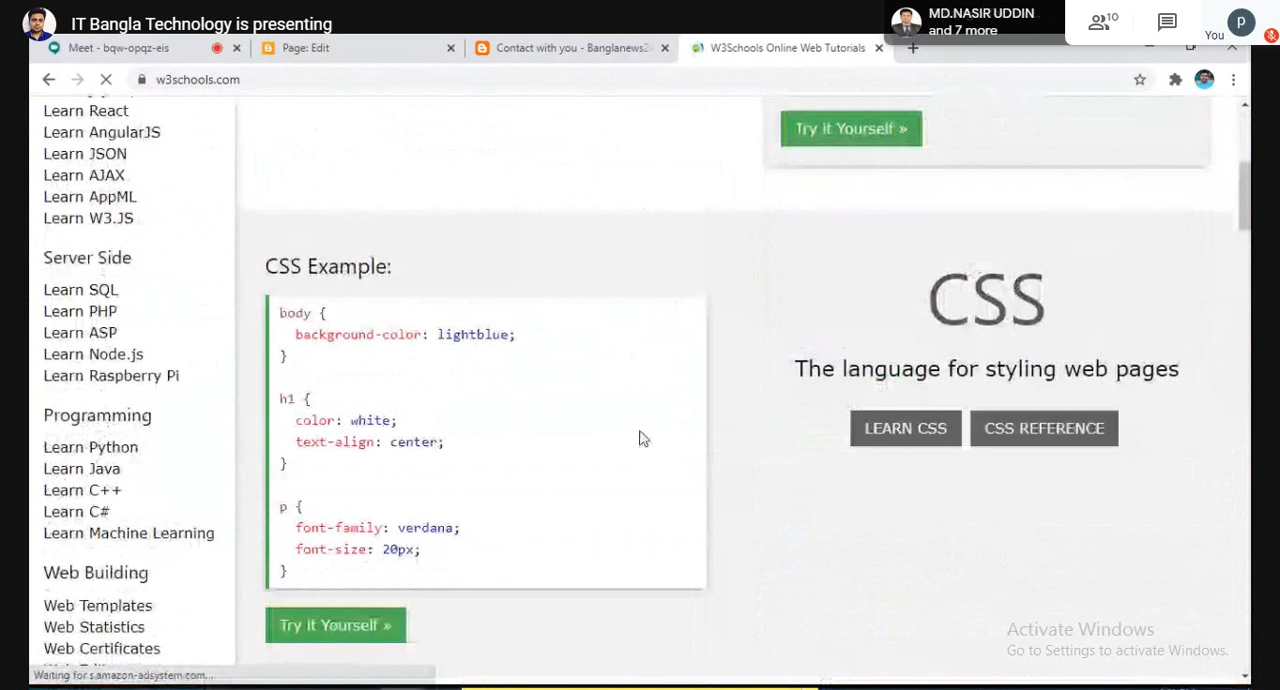 IT Bangla Technology is presenting
MD.NASIR UDDIN
and 7 more
10
P
You
Meet - bqw-opqz-eis
Page: Edit
Contact with you - Banglanews2
W3Schools Online Web Tutorials
w3schools.com
Learn React
Learn AngularJS
Learn JSON
Learn AJAX
Learn AppML
Learn W3.JS
Server Side
Learn SQL
Learn PHP
Learn ASP
Learn Node.js
Learn Raspberry Pi
Programming
Learn Python
Learn Java
Learn C++
Learn C#
Learn Machine Learning
Web Building
Web Templates
Web Statistics
Web Certificates
Waiting for s.amazon-adsystem.com...
CSS Example:
body {
background-color: lightblue;
}
h1 {
color: white;
text-align: center;
}
p {
font-family: verdana;
font-size: 20px;
}
Try it Yourself »
Try it Yourself »
CSS
The language for styling web pages
LEARN CSS
CSS REFERENCE
Activate Windows
Go to Settings to activate Windows.